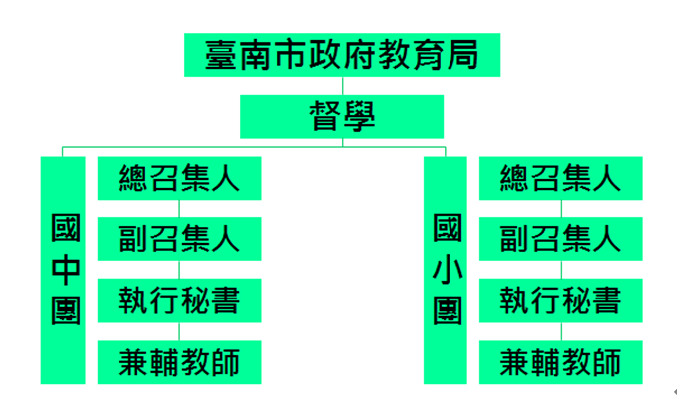 臺南市政府教育局
督學
國中團
總召集人
副召集人
執行秘書
兼輔教師
國小團
總召集人
副召集人
執行秘書
兼輔教師